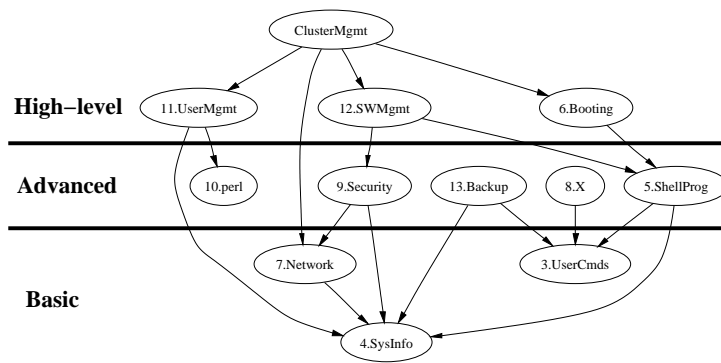 ClusterMgmt
High-level
11.UserMgmt
12.SWMgmt
6.Booting
Advanced
10.perl
9.Security
13.Backup
8.X
5.ShellProg
7.Network
3.UserCmds
Basic
4.SysInfo